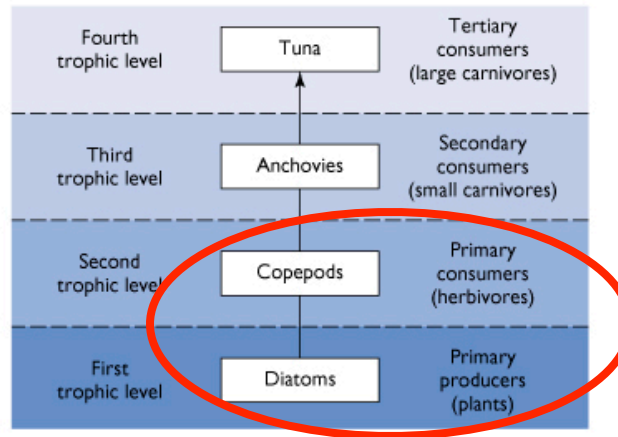 Fourth
trophic level
Tuna
Tertiary
consumers
(large carnivores)
Third
trophic level
Anchovies
Secondary
consumers
(small carnivores)
Second
trophic level
Copepods
Primary
consumers
(herbivores)
First
trophic level
Diatoms
Primary
producers
(plants)